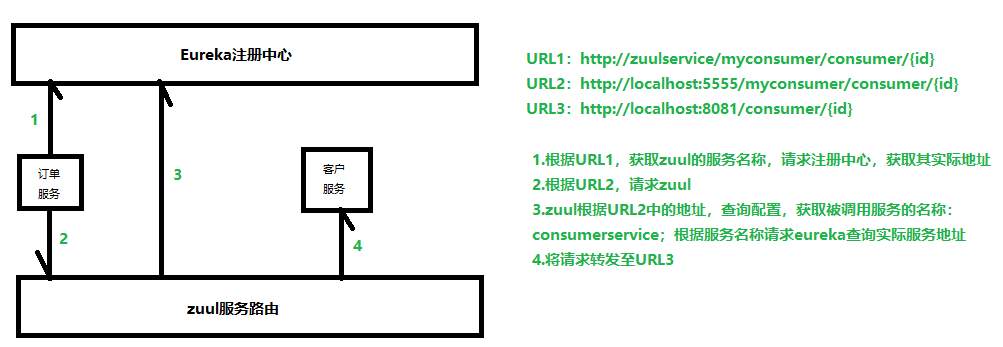 Eureka注册中心
1
订单
服务
2
3
客户
服务
4
zuul服务路由
URL1：http://zuulservice/myconsumer/consumer/{id}
URL2：http://localhost:5555/myconsumer/consumer/{id}
URL3：http://localhost:8081/consumer/{id}
1.根据URL1，获取zuul的服务名称，请求注册中心，获取其实际地址
2.根据URL2，请求zuul
3.zuul根据URL2中的地址，查询配置，获取被调用服务的名称：
consumerservice；根据服务名称请求eureka查询实际服务地址
4.将请求转发至URL3